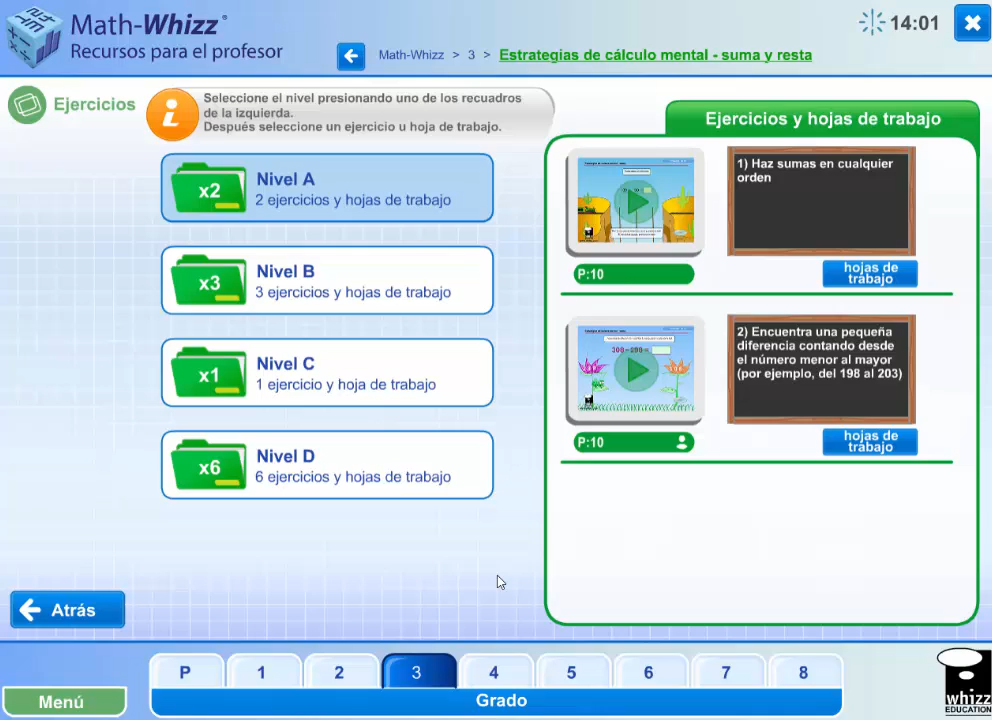 Math-Whizz®
Recursos para el profesor
Math-Whizz > 3 > Estrategias de cálculo mental - suma y resta
14:01
Ejercicios
Seleccione el nivel presionando uno de los recuadros
de la izquierda.
Después seleccione un ejercicio u hoja de trabajo.
x2
Nivel A
2 ejercicios y hojas de trabajo
x3
Nivel B
3 ejercicios y hojas de trabajo
x1
Nivel C
1 ejercicio y hoja de trabajo
x6
Nivel D
6 ejercicios y hojas de trabajo
Ejercicios y hojas de trabajo
1) Haz sumas en cualquier
orden
P:10
hojas de
trabajo
2) Encuentra una pequeña
diferencia contando desde
el número menor al mayor
(por ejemplo, del 198 al 203)
P:10
hojas de
trabajo
Atrás
Menú
P 1 2 3 4 5 6 7 8
Grado
whizz
EDUCATION